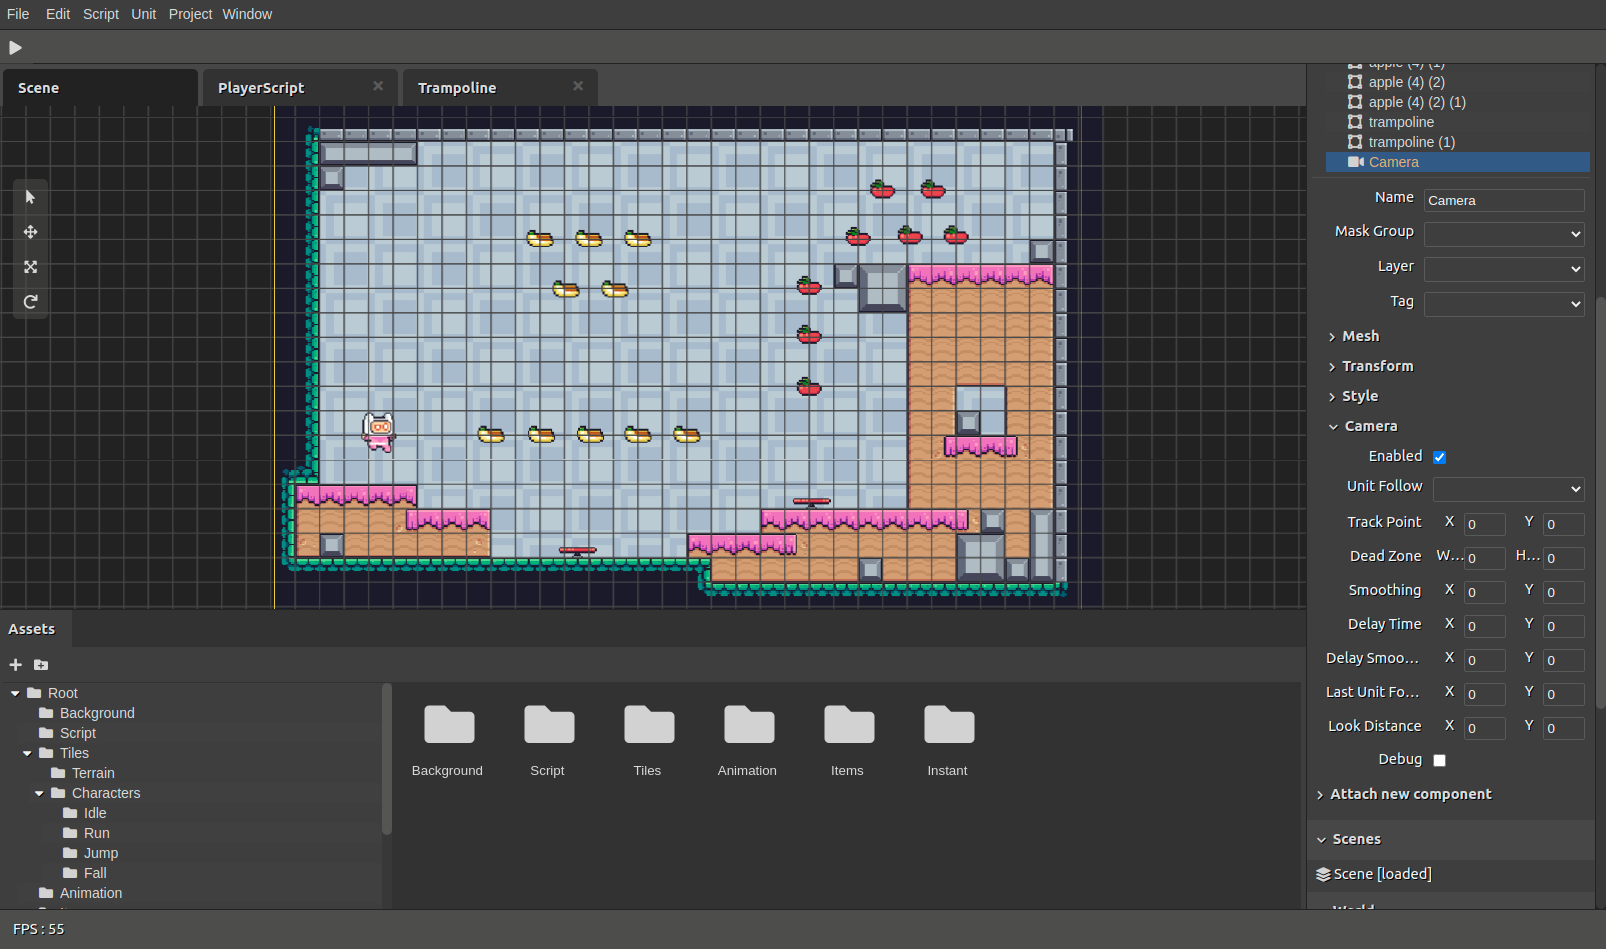 File Edit Script Unit Project Window
Scene
PlayerScript
Trampoline
apple (4) (1)
apple (4) (2)
apple (4) (2) (1)
trampoline
trampoline (1)
Camera
Name Camera
Mask Group
Layer
Tag
Mesh
Transform
Style
Camera
Enabled
Unit Follow
Track Point X 0 Y 0
Dead Zone W... 0 H... 0
Smoothing X 0 Y 0
Delay Time X 0 Y 0
Delay Smoo... X 0 Y 0
Last Unit Fo... X 0 Y 0
Look Distance X 0 Y 0
Debug
Attach new component
Scenes
Scene [loaded]
World
Assets
Root
Background
Script
Tiles
Terrain
Characters
Idle
Run
Jump
Fall
Animation
Background
Script
Tiles
Animation
Items
Instant
FPS : 55